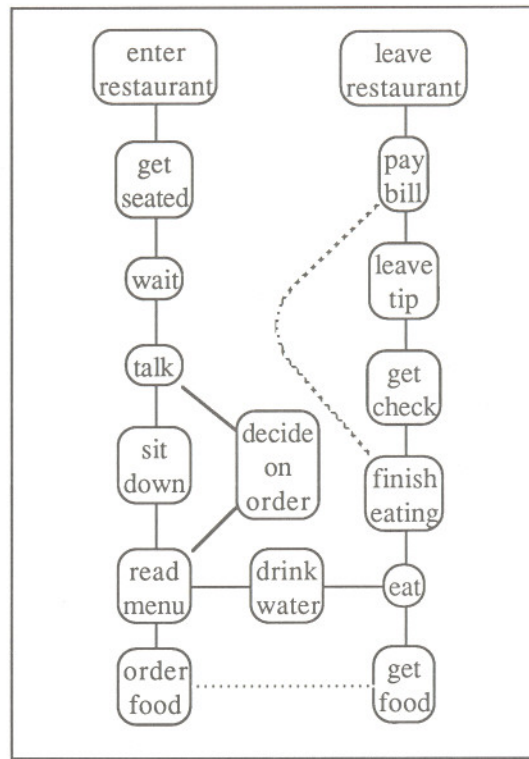 enter
restaurant
get
seated
wait
talk
sit
down
decide
on
order
read
menu
drink
water
order
food
leave
restaurant
pay
bill
leave
tip
get
check
finish
eating
eat
get
food